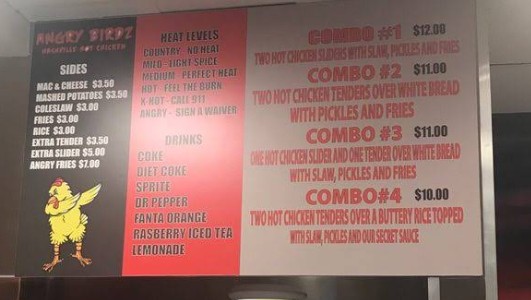 ANGRY BIRDZ
NASHVILLE HOT CHICKEN
SIDES
MAC & CHEESE $3.50
MASHED POTATOES $3.50
COLESLAW $3.00
FRIES $3.00
RICE $3.00
EXTRA TENDER $3.50
EXTRA SLIDER $5.00
ANGRY FRIES $7.00
HEAT LEVELS
COUNTRY - NO HEAT
MILD - LIGHT SPICE
MEDIUM - PERFECT HEAT
HOT - FEEL THE BURN
X-HOT - CALL 911
ANGRY - SIGN A WAIVER
DRINKS
COKE
DIET COKE
SPRITE
DR PEPPER
FANTA ORANGE
RASBERRY ICED TEA
LEMONADE
COMBO #1 $12.00
TWO HOT CHICKEN SLIDERS WITH SLAW, PICKLES AND FRIES
COMBO #2 $11.00
TWO HOT CHICKEN TENDERS OVER WHITE BREAD
WITH PICKLES AND FRIES
COMBO #3 $11.00
ONE HOT CHICKEN SLIDER AND ONE TENDER OVER WHITE BREAD
WITH SLAW, PICKLES AND FRIES
COMBO#4 $10.00
TWO HOT CHICKEN TENDERS OVER A BUTTERY RICE TOPPED
WITH SLAW, PICKLES AND OUR SECRET SAUCE